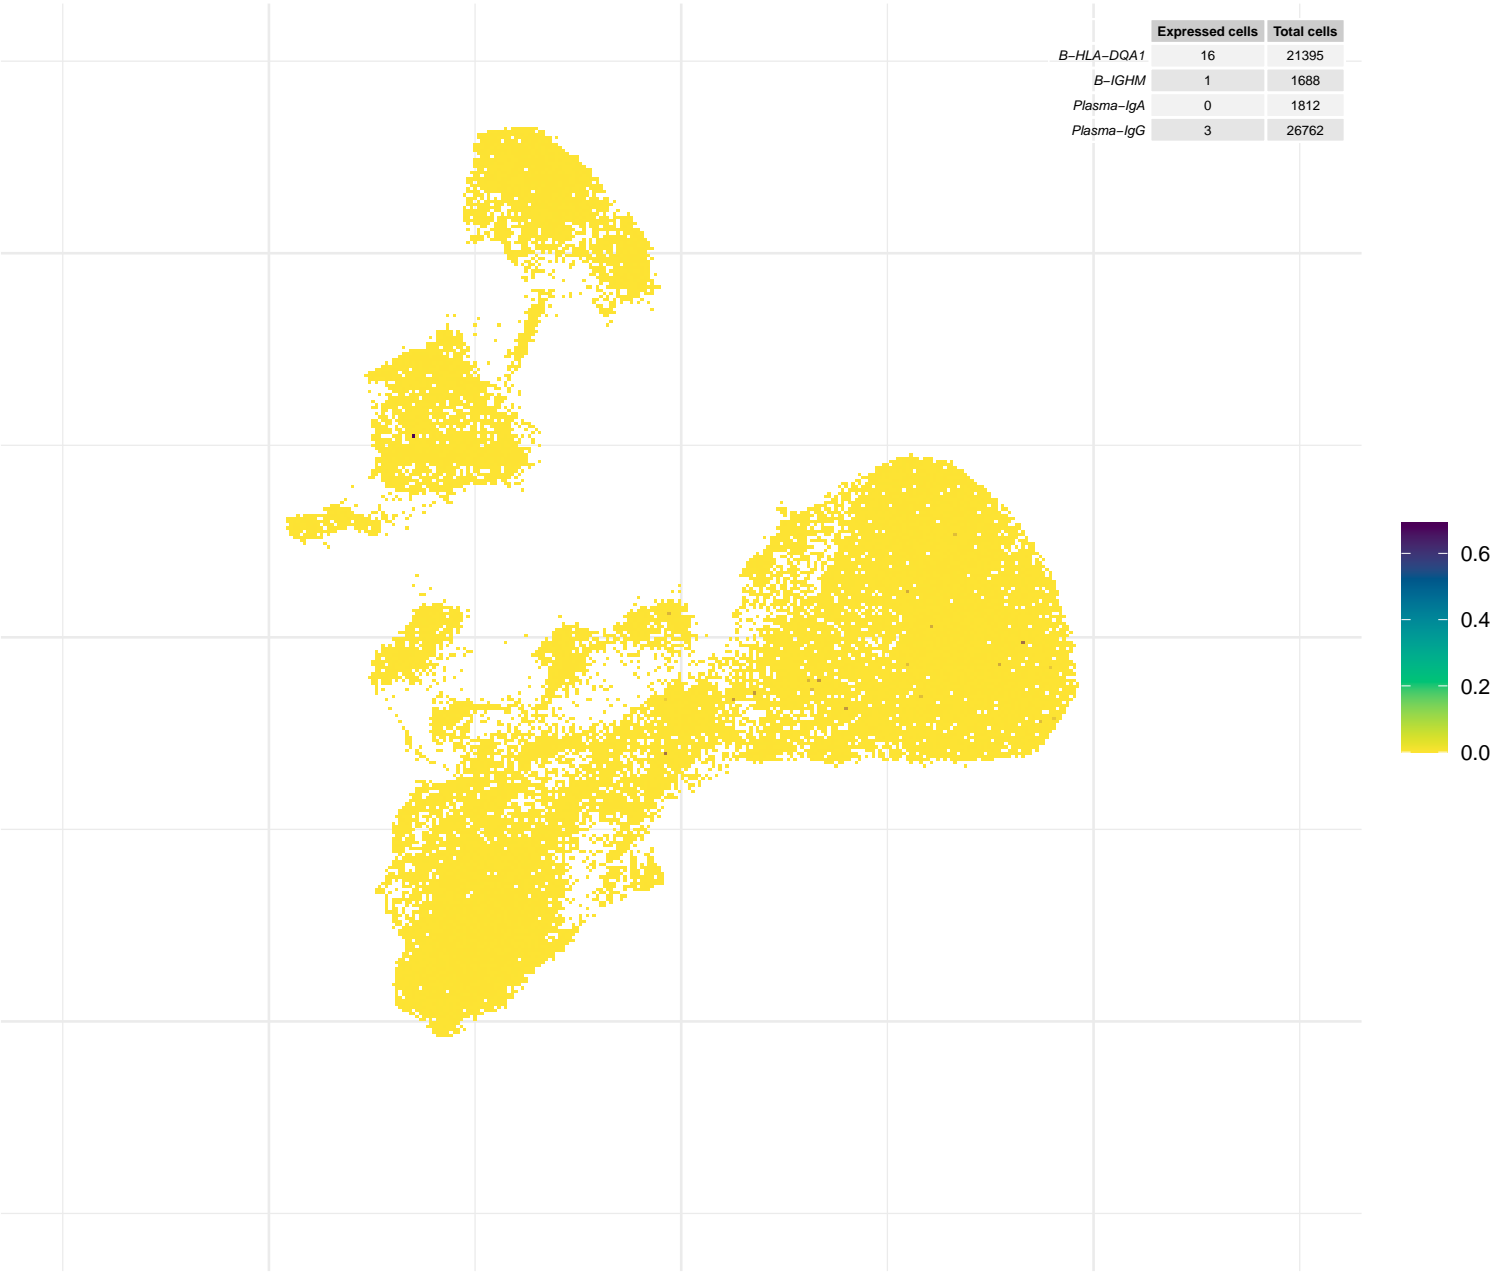 Expressed cells Total cells
B−HLA−DQA1 16 21395
B−IGHM 1 1688
Plasma−IgA 0 1812
Plasma−IgG 3 26762
0.6
0.4
0.2
0.0